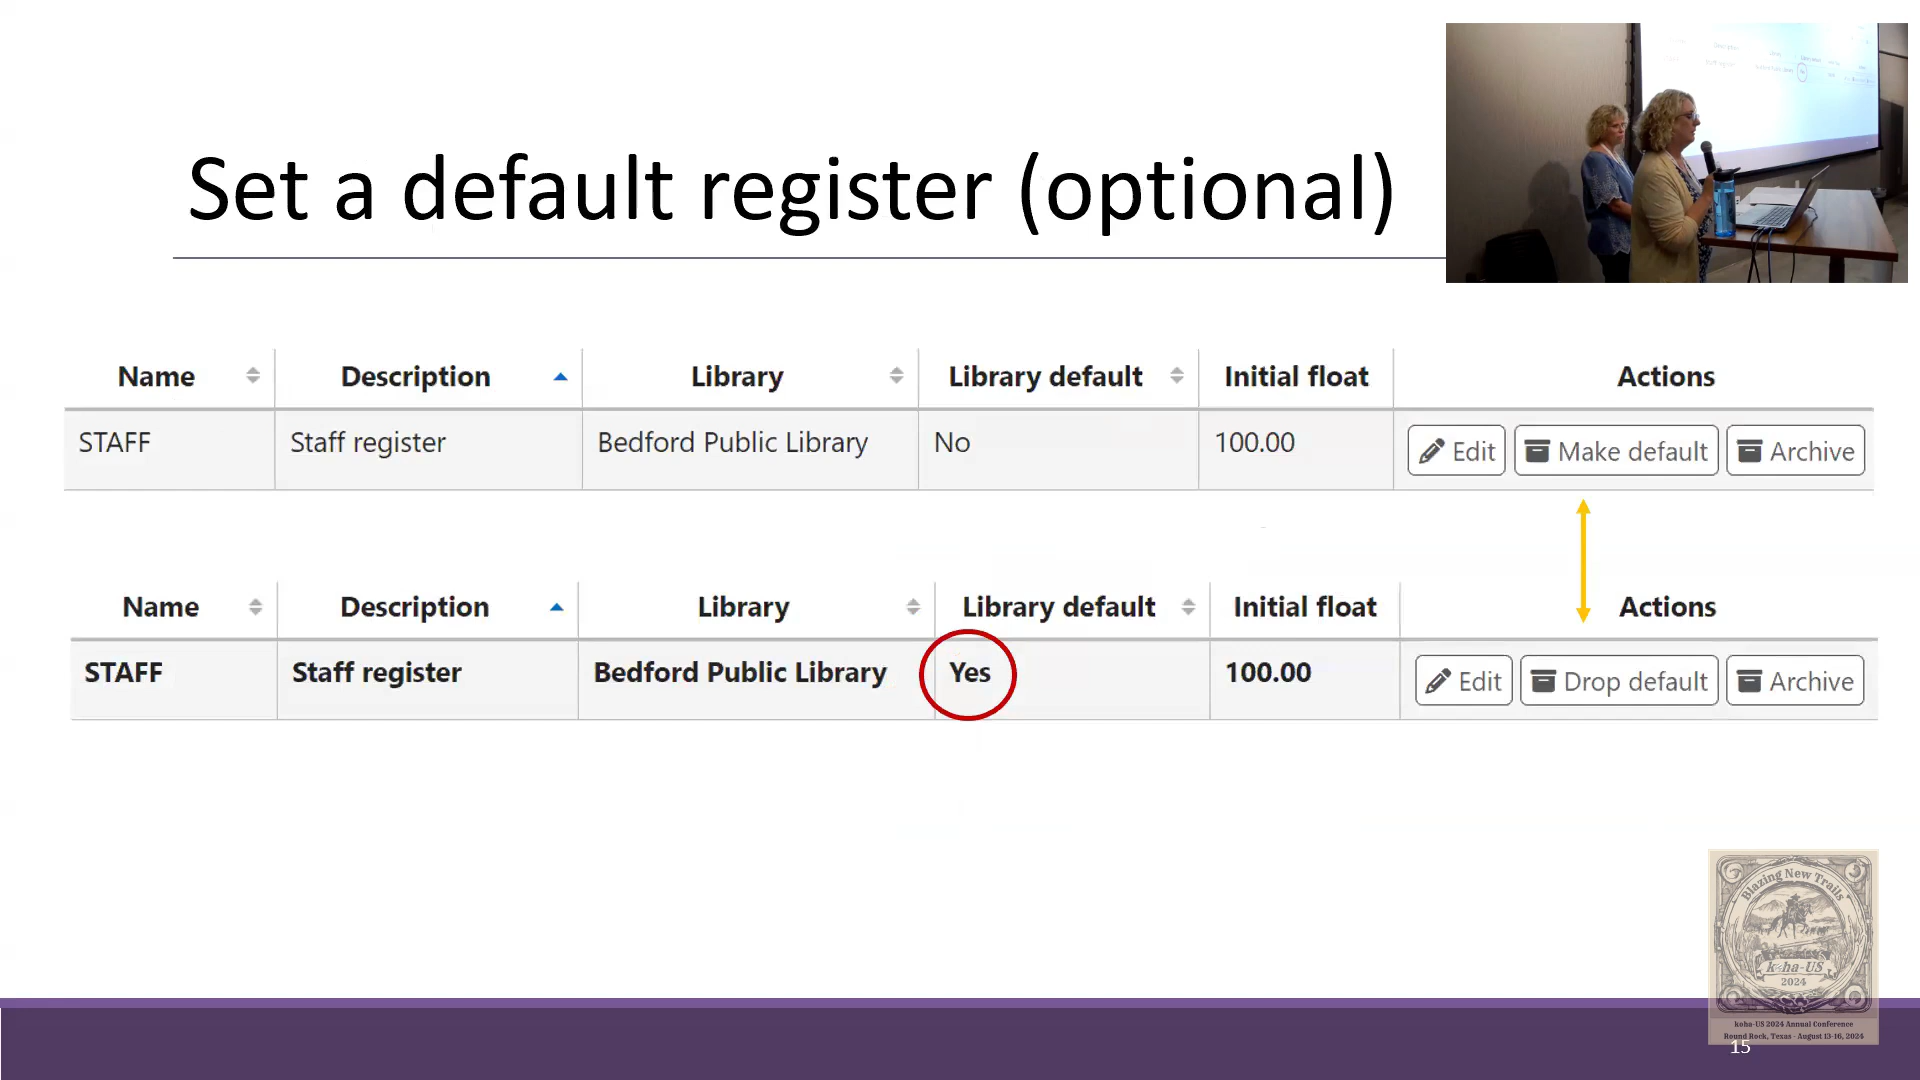 Set a default register (optional)
Name Description Library Library default Initial float Actions
STAFF Staff register Bedford Public Library No 100.00 Edit Make default Archive
Name Description Library Library default Initial float Actions
STAFF Staff register Bedford Public Library Yes 100.00 Edit Drop default Archive
Blazing New Trails
koha-US
2024
koha-US 2024 Annual Conference
Round Rock, Texas - August 13-16, 2024
15